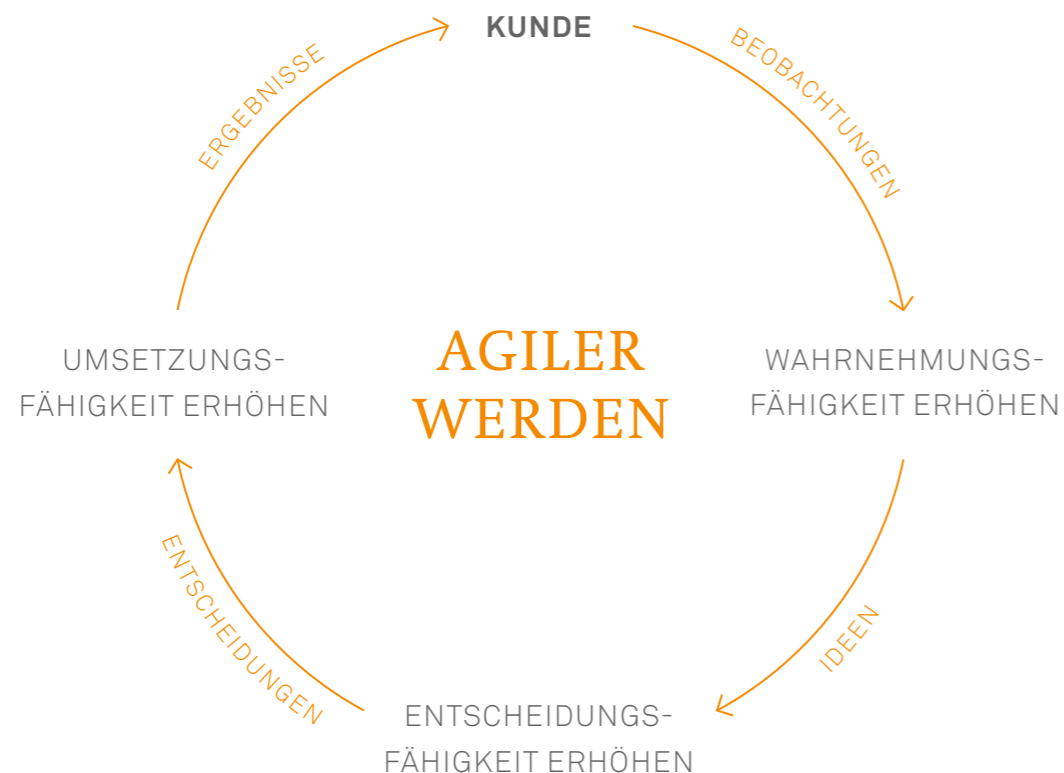 KUNDE
BEOBACHTUNGEN
WAHRNEHMUNGS-
FÄHIGKEIT ERHÖHEN
IDEEN
ENTSCHEIDUNGS-
FÄHIGKEIT ERHÖHEN
ENTSCHEIDUNGEN
UMSETZUNGS-
FÄHIGKEIT ERHÖHEN
ERGEBNISSE
AGILER
WERDEN